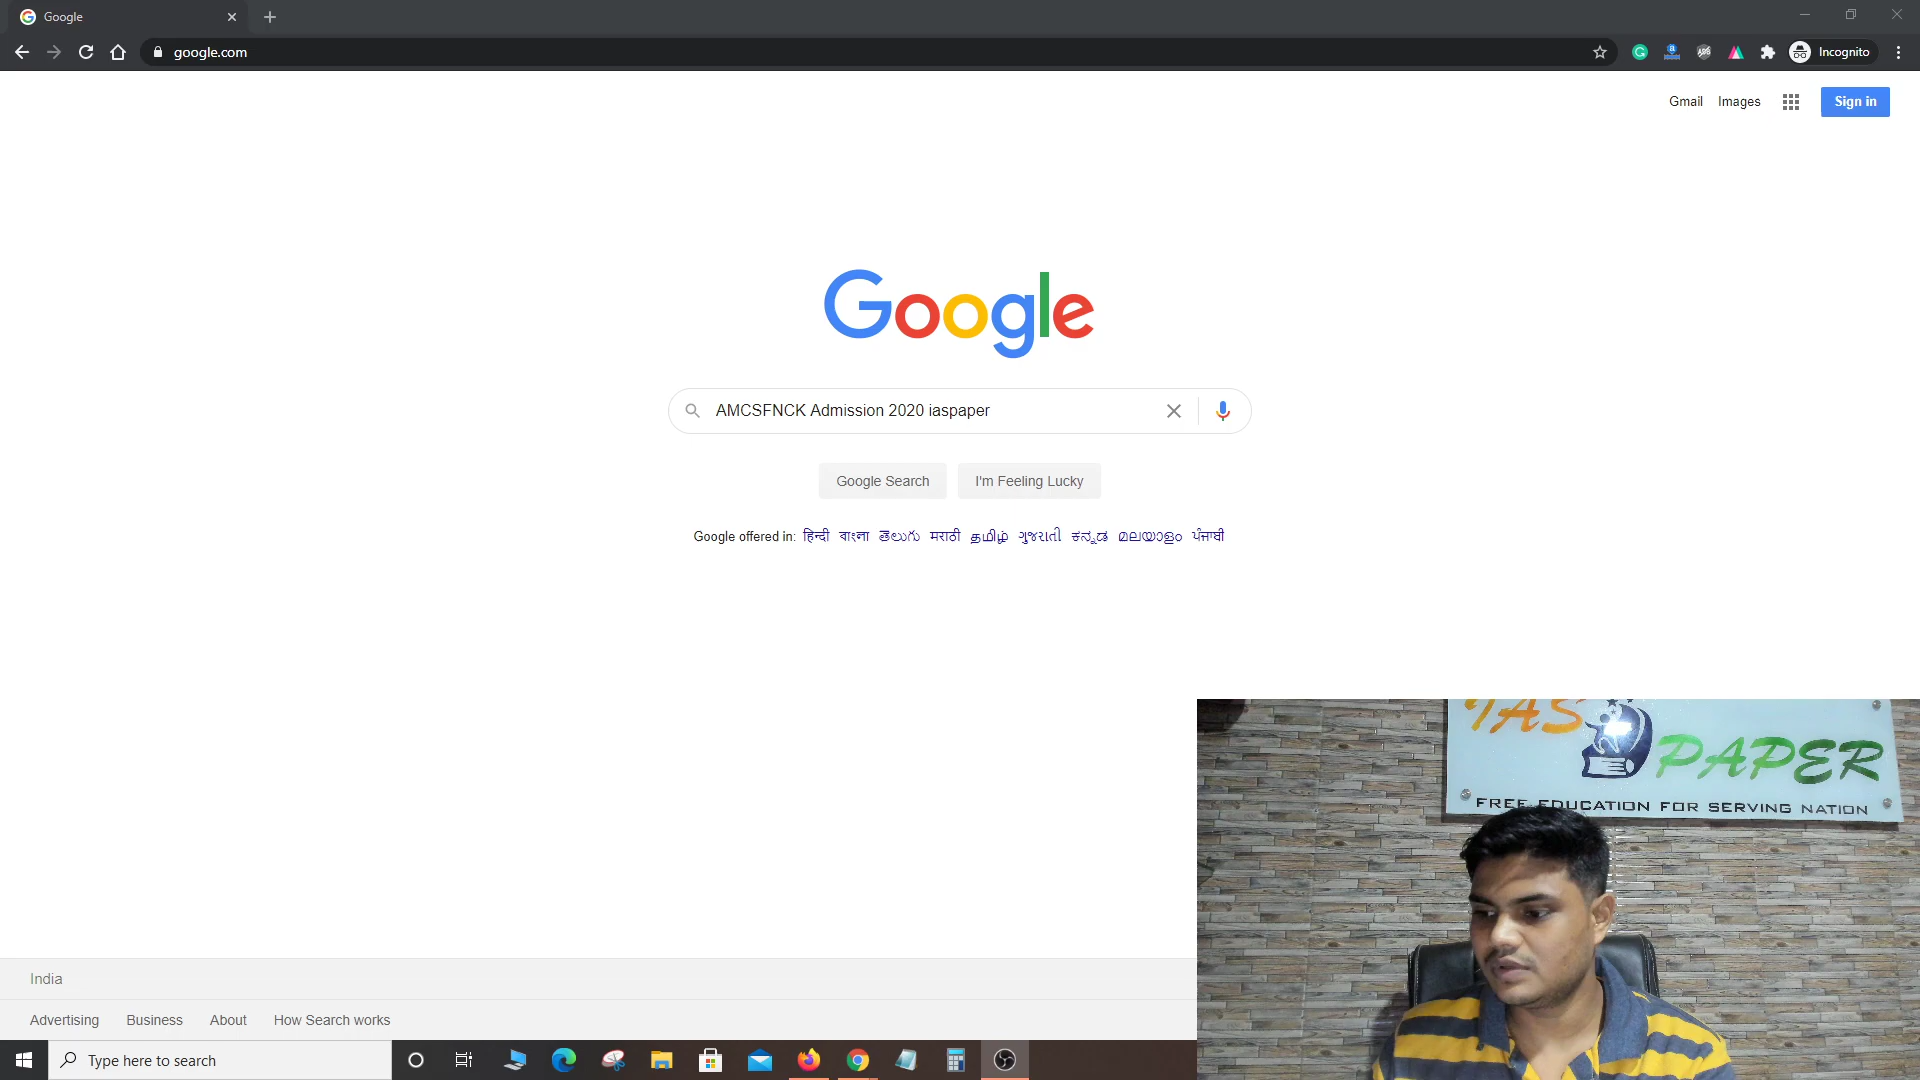 Google
google.com
Incognito
Gmail Images Sign in
Google
AMCSFNCK Admission 2020 iaspaper
Google Search I'm Feeling Lucky
Google offered in: हिन्दी বাংলা తెలుగు मराठी தமிழ் ગુજરાતી ಕನ್ನಡ മലയാളം ਪੰਜਾਬੀ
IAS PAPER
FREE EDUCATION FOR SERVING NATION
India
Advertising Business About How Search works
Type here to search